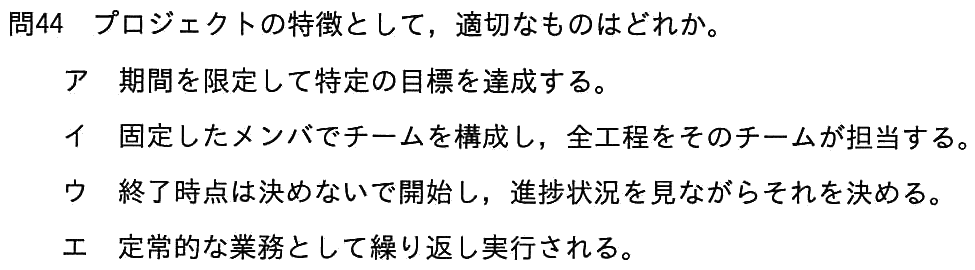 問44　プロジェクトの特徴として，適切なものはどれか。
ア　期間を限定して特定の目標を達成する。
イ　固定したメンバでチームを構成し，全工程をそのチームが担当する。
ウ　終了時点は決めないで開始し，進捗状況を見ながらそれを決める。
エ　定常的な業務として繰り返し実行される。